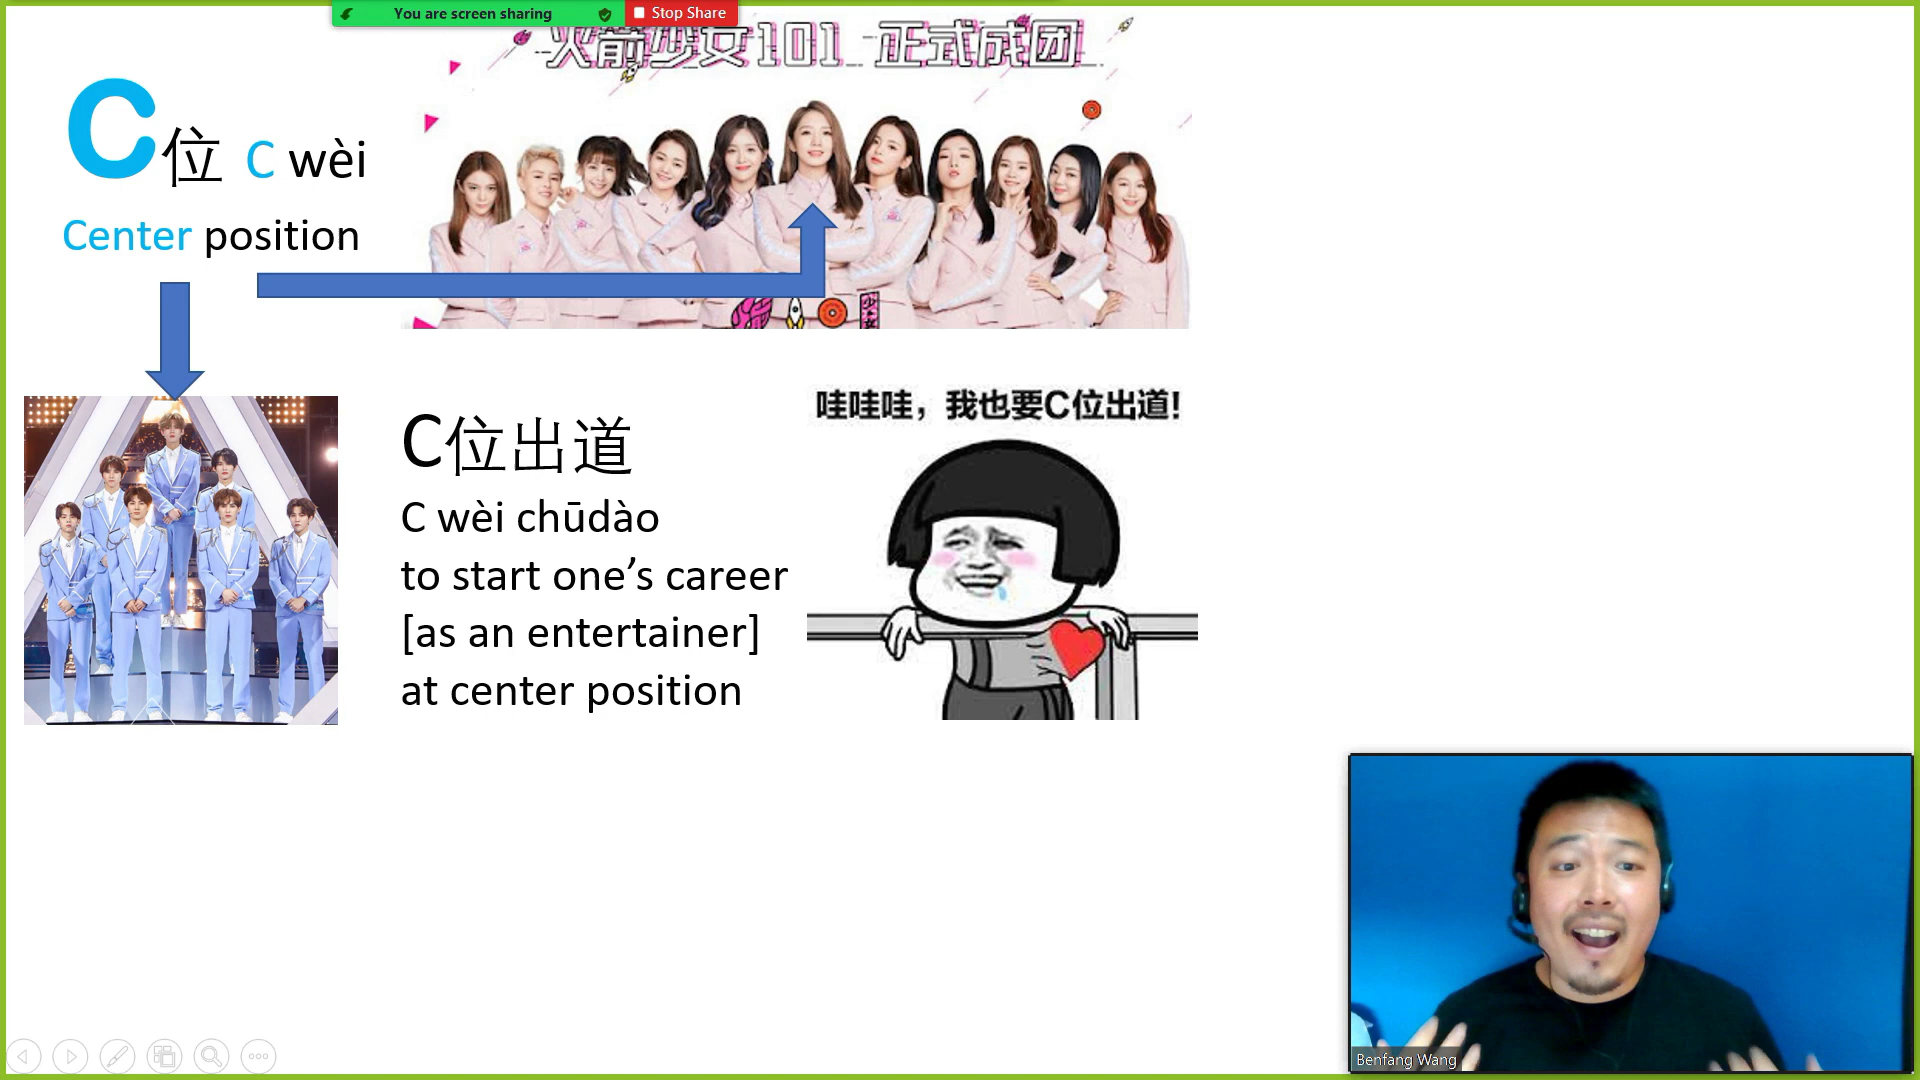 You are screen sharing
Stop Share
火箭少女101 正式成团
C位 C wèi
Center position
少女
C位出道
C wèi chūdào
to start one’s career
[as an entertainer]
at center position
哇哇哇，我也要C位出道!
Benfang Wang